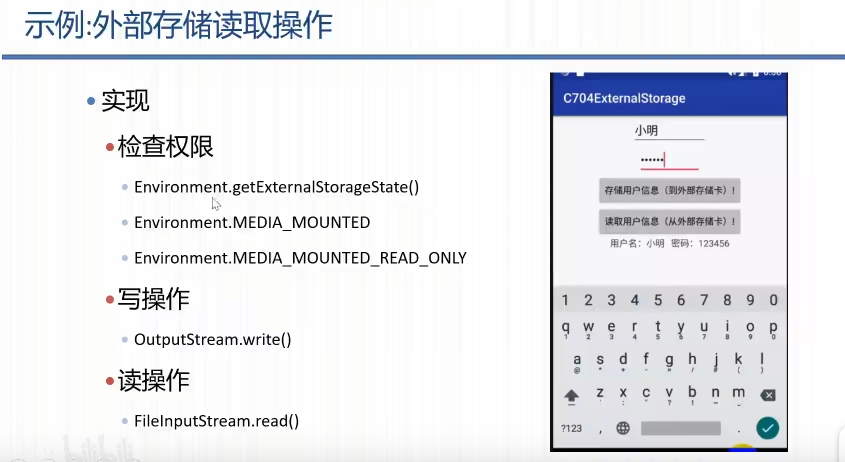 示例:外部存储读取操作
实现
检查权限
Environment.getExternalStorageState()
Environment.MEDIA_MOUNTED
Environment.MEDIA_MOUNTED_READ_ONLY
写操作
OutputStream.write()
读操作
FileInputStream.read()
C704ExternalStorage
小明
••••••
存储用户信息（到外部存储卡）！
读取用户信息（从外部存储卡）！
用户名：小明 密码：123456
1 2 3 4 5 6 7 8 9 0
q w e r t y u i o p
a s d f g h j k l
z x c v b n m
?123 , .